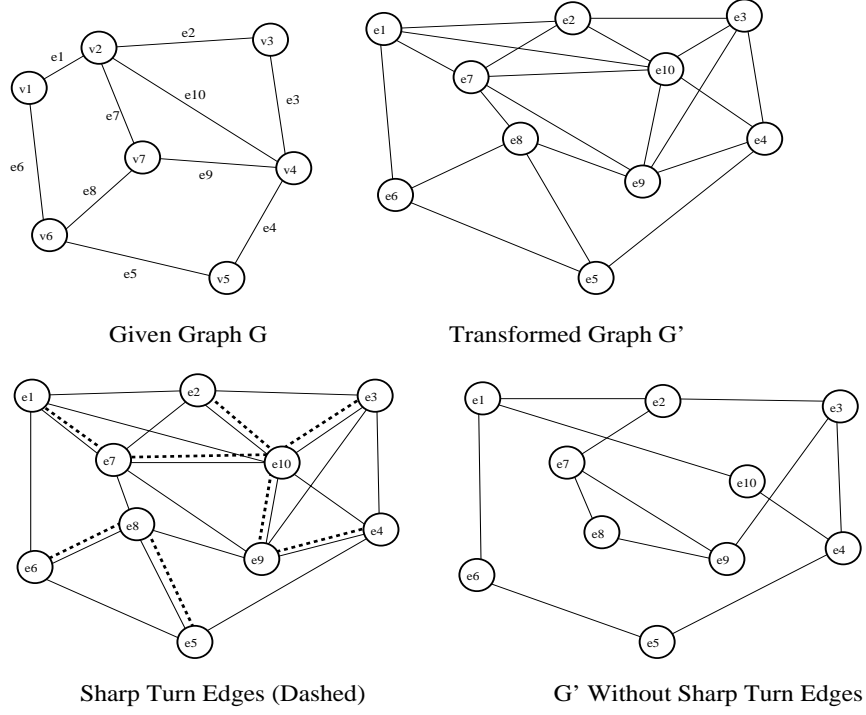 e1
e2
e3
e10
e7
e6
e8
e9
e4
e5
v1
v2
v3
v7
v4
v6
v5
Given Graph G
e1
e2
e3
e7
e10
e8
e4
e6
e9
e5
Transformed Graph G’
e1
e2
e3
e7
e10
e8
e4
e6
e9
e5
Sharp Turn Edges (Dashed)
e1
e2
e3
e7
e10
e8
e4
e6
e9
e5
G’ Without Sharp Turn Edges